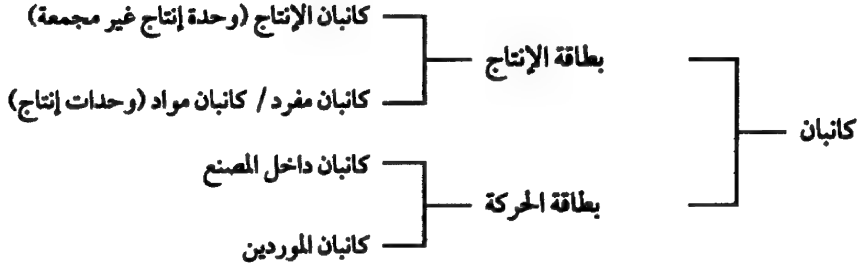 كانبان الإنتاج (وحدة إنتاج غير مجمعة)
بطاقة الإنتاج
كانبان مفرد / كانبان مواد (وحدات إنتاج)
كانبان
كانبان داخل المصنع
بطاقة الحركة
كانبان الموردين